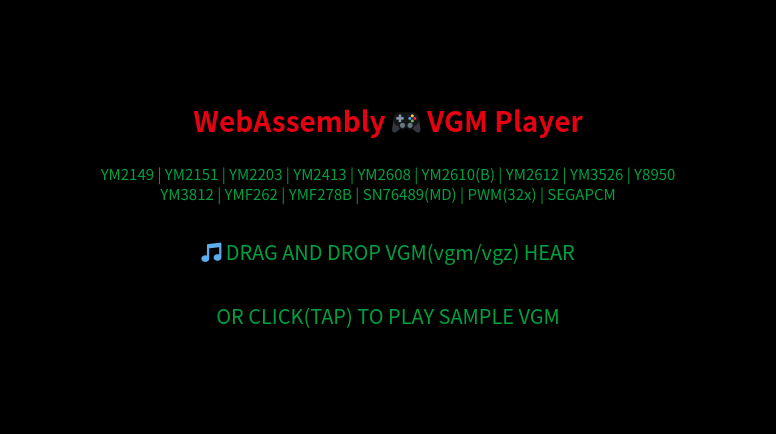 WebAssembly 🎮 VGM Player
YM2149 | YM2151 | YM2203 | YM2413 | YM2608 | YM2610(B) | YM2612 | YM3526 | Y8950
YM3812 | YMF262 | YMF278B | SN76489(MD) | PWM(32x) | SEGAPCM
🎵 DRAG AND DROP VGM(vgm/vgz) HEAR
OR CLICK(TAP) TO PLAY SAMPLE VGM